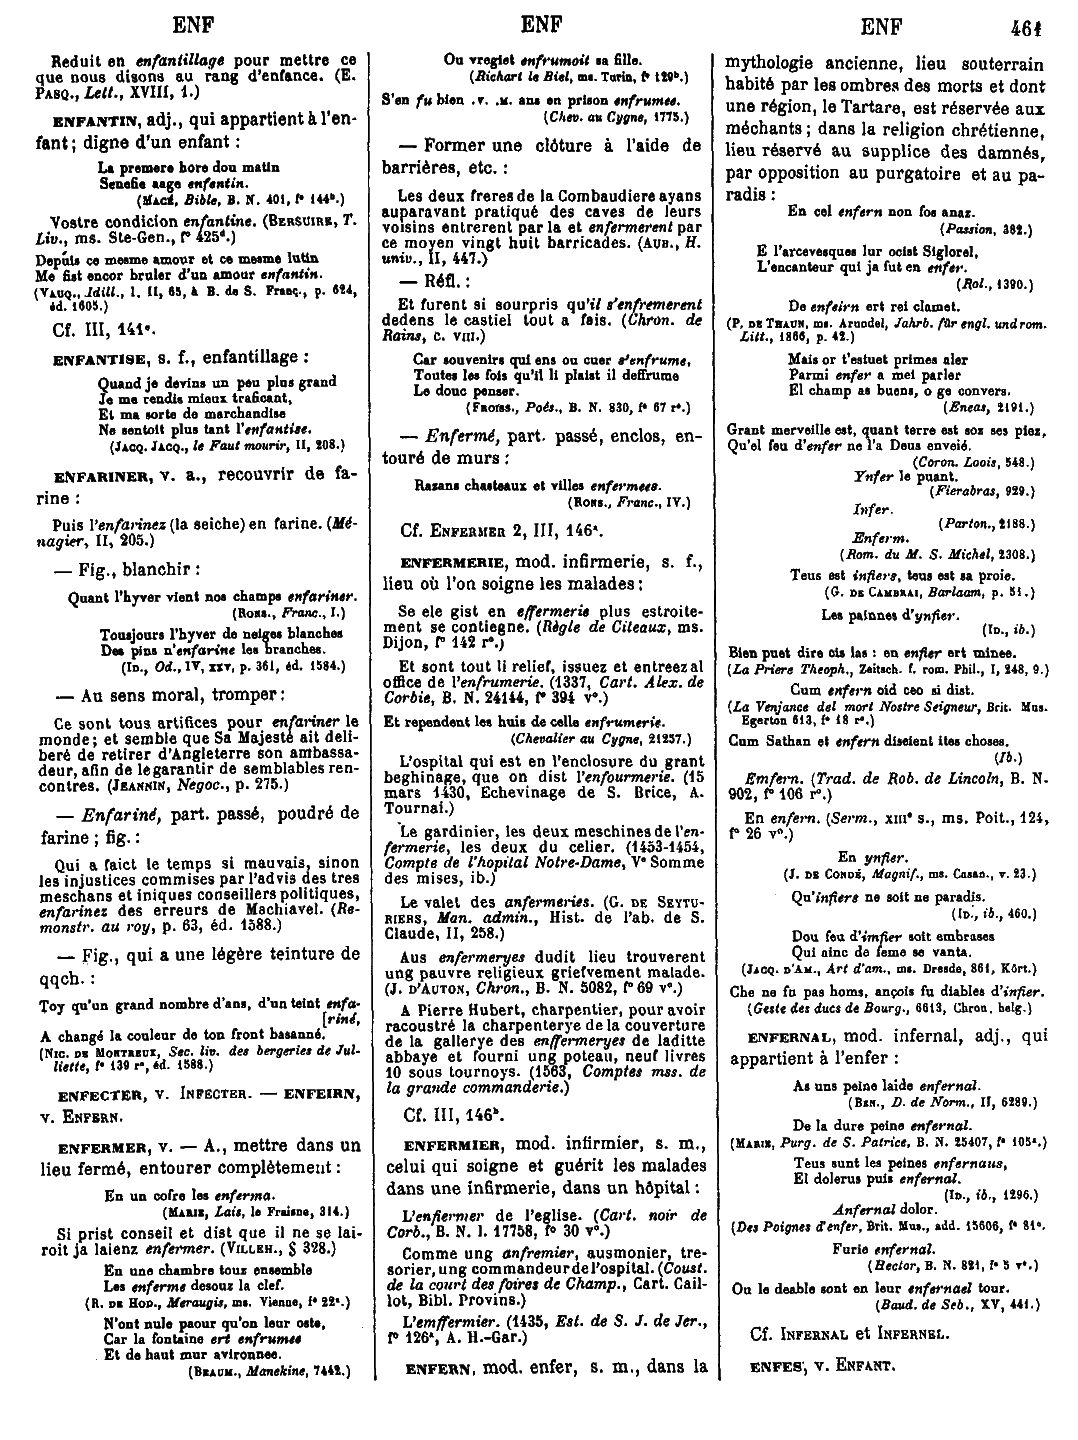 ENF
ENF
ENF
461
Reduit en enfantillage pour mettre ce
que nous disons au rang d'enfance. (E.
PASQ., Lett., XVIII, 1.)
ENFANTIN, adj., qui appartient à l'en-
fant; digne d'un enfant :
La premere hore dou matin
Senefie aage enfentin.
(MACÉ, Bible, B. N. 401, f° 144b.)
Vostre condicion enfantine. (BERSUIRE, T.
Liv., ms. Ste-Gen., f° 425d.)
Depuis ce mesme amour et ce mesme lutin
Me fist encor bruler d'un amour enfantin.
(VAUQ., Idill., l. II, 65, à B. de S. Franç., p. 624,
éd. 1605.)
Cf. III, 141c.
ENFANTISE, s. f., enfantillage :
Quand je devins un peu plus grand
Je me rendis mieux traficant,
Et ma sorte de marchandise
Ne sentoit plus tant l'enfantise.
(JACQ. JACQ., le Faut mourir, II, 208.)
ENFARINER, v. a., recouvrir de fa-
rine :
Puis l'enfarinez (la seiche) en farine. (Mé-
nagier, II, 205.)
— Fig., blanchir :
Quant l'hyver vient nos champs enfariner.
(RONS., Franc., I.)
Tousjours l'hyver de neiges blanches
Des pins n'enfarine les branches.
(ID., Od., IV, XXV, p. 361, éd. 1584.)
— Au sens moral, tromper :
Ce sont tous artifices pour enfariner le
monde; et semble que Sa Majesté ait deli-
beré de retirer d'Angleterre son ambassa-
deur, afin de le garantir de semblables ren-
contres. (JEANNIN, Negoc., p. 275.)
— Enfariné, part. passé, poudré de
farine ; fig. :
Qui a faict le temps si mauvais, sinon
les injustices commises par l'advis des tres
meschans et iniques conseillers politiques,
enfarinez des erreurs de Machiavel. (Re-
monstr. au roy, p. 63, éd. 1588.)
— Fig., qui a une légère teinture de
qqch. :
Toy qu'un grand nombre d'ans, d'un teint enfa-
[riné,
A changé la couleur de ton front basanné.
(NIC. DE MONTREUX, Sec. liv. des bergeries de Jul-
liette, f° 139 r°, éd. 1588.)
ENFECTER, v. INFECTER. — ENFEIRN,
v. ENFERN.
ENFERMER, v. — A., mettre dans un
lieu fermé, entourer complètement :
En un cofre les enferma.
(MARIE, Lais, le Fraisne, 314.)
Si prist conseil et dist que il ne se lai-
roit ja laienz enfermer. (VILLEH., § 328.)
En une chambre touz ensemble
Les enferme desouz la clef.
(R. DE HOD., Meraugis, ms. Vienne, f° 22c.)
N'ont nule paour qu'on leur oste,
Car la fontaine ert enfrumee
Et de haut mur avironnee.
(BEAUM., Manekine, 7442.)
Ou vregiet enfrumoit sa fille.
(Richart le Biel, ms. Turin, f° 129b.)
S'en fu bien .V. .M. ans en prison enfrumee.
(Chev. au Cygne, 1775.)
— Former une clôture à l'aide de
barrières, etc. :
Les deux freres de la Combaudiere ayans
auparavant pratiqué des caves de leurs
voisins entrerent par la et enfermerent par
ce moyen vingt huit barricades. (AUB., H.
univ., II, 447.)
— Réfl. :
Et furent si sourpris qu'il s'enfremerent
dedens le castiel tout a fais. (Chron. de
Rains, c. VIII.)
Car souvenirs qui ens ou cuer s'enfrume,
Toutes les fois qu'il li plaist il deffrume
Le donc penser.
(FROISS., Poés., B. N. 830, f° 67 r°.)
— Enfermé, part. passé, enclos, en-
touré de murs :
Rasans chasteaux et villes enfermees.
(RONS., Franc., IV.)
Cf. ENFERMER 2, III, 146a.
ENFERMERIE, mod. infirmerie, s. f.,
lieu où l'on soigne les malades :
Se ele gist en effermerie plus estroite-
ment se contiegne. (Règle de Citeaux, ms.
Dijon, f° 142 r°.)
Et sont tout li relief, issuez et entreez al
office de l'enfrumerie. (1337, Cart. Alex. de
Corbie, B. N. 24144, f° 394 v°.)
Et rependent les huis de celle enfrumerie.
(Chevalier au Cygne, 21257.)
L'ospital qui est en l'enclosure du grant
beghinage, que on dist l'enfourmerie. (15
mars 1430, Echevinage de S. Brice, A.
Tournai.)
Le gardinier, les deux meschines de l'en-
fermerie, les deux du celier. (1453-1454,
Compte de l'hopital Notre-Dame, Ve Somme
des mises, ib.)
Le valet des anfermeries. (G. DE SEYTU-
RIERS, Man. admin., Hist. de l'ab. de S.
Claude, II, 258.)
Aus enfermeryes dudit lieu trouverent
ung pauvre religieux griefvement malade.
(J. D'AUTON, Chron., B. N. 5082, f° 69 v°.)
A Pierre Hubert, charpentier, pour avoir
racoustré la charpenterye de la couverture
de la gallerye des enffermeryes de laditte
abbaye et fourni ung poteau, neuf livres
10 sous tournoys. (1563, Comptes mss. de
la grande commanderie.)
Cf. III, 146b.
ENFERMIER, mod. infirmier, s. m.,
celui qui soigne et guérit les malades
dans une infirmerie, dans un hôpital :
L'enfiermer de l'eglise. (Cart. noir de
Corb., B. N. l. 17758, f° 30 v°.)
Comme ung anfremier, ausmonier, tre-
sorier, ung commandeur de l'ospital. (Coust.
de la court des foires de Champ., Cart. Cail-
lot, Bibl. Provins.)
L'emffermier. (1435, Est. de S. J. de Jer.,
f° 126a, A. H.-Gar.)
ENFERN, mod. enfer, s. m., dans la
mythologie ancienne, lieu souterrain
habité par les ombres des morts et dont
une région, le Tartare, est réservée aux
méchants ; dans la religion chrétienne,
lieu réservé au supplice des damnés,
par opposition au purgatoire et au pa-
radis :
En cel enfern non fos anaz.
(Passion, 382.)
E l'arcevesques lur ocist Siglorel,
L'encanteur qui ja fut en enfer.
(Rol., 1390.)
De enfeirn ert rei clamet.
(P. DE THAUN, ms. Arundel, Jahrb. für engl. und rom.
Litt., 1866, p. 42.)
Mais or t'estuet primes aler
Parmi enfer a mei parler
El champ as buens, o ge convers.
(Eneas, 2191.)
Grant merveille est, quant terre est soz ses piez,
Qu'el feu d'enfer ne l'a Deus enveié.
(Coron. Loois, 548.)
Ynfer le puant.
(Fierabras, 929.)
Infer.
(Parton., 2188.)
Enferm.
(Rom. du M. S. Michel, 2308.)
Teus est infiers, teus est sa proie.
(G. DE CAMBRAI, Barlaam, p. 51.)
Les painnes d'ynfier.
(ID., ib.)
Bien puet dire ois las : en enfier ert minee.
(La Priere Theoph., Zeitsch. f. rom. Phil., I, 248, 9.)
Cum enfern oid ceo si dist.
(La Venjance del mort Nostre Seigneur, Brit. Mus.
Egerton 613, f° 18 r°.)
Cum Sathan et enfern diseient ites choses.
(Ib.)
Emfern. (Trad. de Rob. de Lincoln, B. N.
902, f° 106 r°.)
En enfern. (Serm., XIIIe s., ms. Poit., 124,
f° 26 v°.)
En ynfier.
(J. DE CONDÉ, Magnif., ms. Casan., v. 23.)
Qu'infiers ne soit ne paradis.
(ID., ib., 460.)
Dou feu d'imfier soit embrases
Qui ainc de feme se vanta.
(JACQ. D'AM., Art d'am., ms. Dresde, 861, Kört.)
Che ne fu pas homs, ançois fu diables d'infier.
(Geste des ducs de Bourg., 6613, Chron. belg.)
ENFERNAL, mod. infernal, adj., qui
appartient à l'enfer :
As uns peine laide enfernal.
(BEN., D. de Norm., II, 6289.)
De la dure peine enfernal.
(MARIE, Purg. de S. Patrice, B. N. 25407, f° 105a.)
Teus sunt les peines enfernaus,
El dolerus puis enfernal.
(ID., ib., 1296.)
Anfernal dolor.
(Des Poignes d'enfer, Brit. Mus., add. 15606, f° 81c.)
Furie enfernal.
(Hector, B. N. 821, f° 5 v°.)
Ou le deable sont en leur enfernael tour.
(Baud. de Seb., XV, 441.)
Cf. INFERNAL et INFERNEL.
ENFES, v. ENFANT.